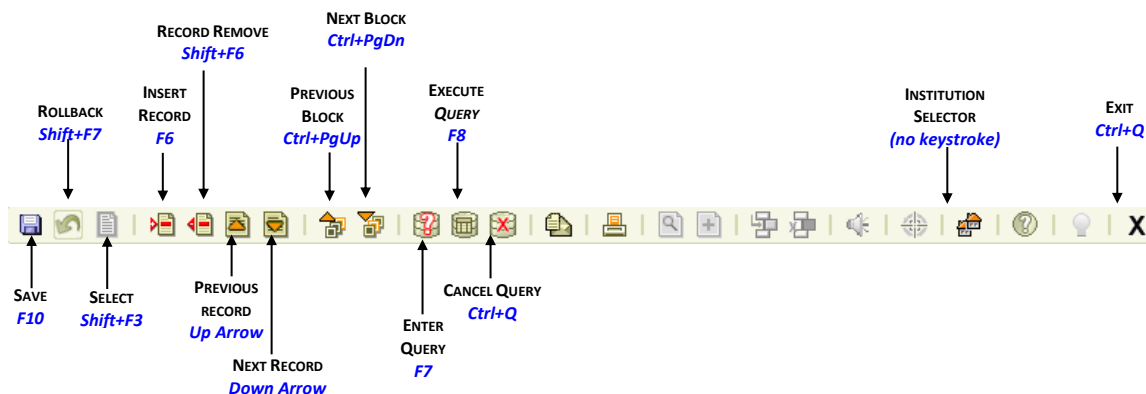 NEXT BLOCK
Ctrl+PgDn
RECORD REMOVE
Shift+F6
ROLLBACK
Shift+F7
INSERT
RECORD
F6
PREVIOUS
BLOCK
Ctrl+PgUp
EXECUTE
QUERY
F8
INSTITUTION
SELECTOR
(no keystroke)
EXIT
Ctrl+Q
X
SAVE
F10
SELECT
Shift+F3
PREVIOUS
RECORD
Up Arrow
NEXT RECORD
Down Arrow
ENTER
QUERY
F7
CANCEL QUERY
Ctrl+Q